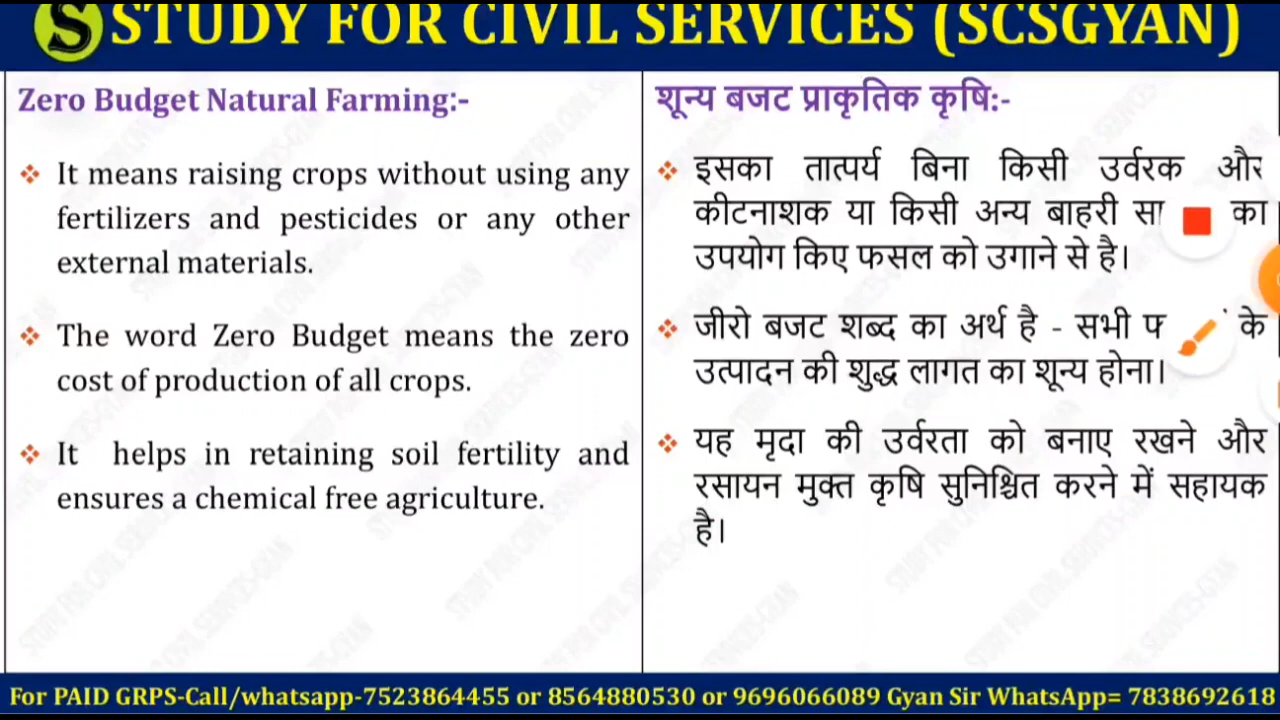 S STUDY FOR CIVIL SERVICES (SCSGYAN)
Zero Budget Natural Farming:-
It means raising crops without using any
fertilizers and pesticides or any other
external materials.
The word Zero Budget means the zero
cost of production of all crops.
It helps in retaining soil fertility and
ensures a chemical free agriculture.
शून्य बजट प्राकृतिक कृषि:-
इसका तात्पर्य बिना किसी उर्वरक और
कीटनाशक या किसी अन्य बाहरी का
उपयोग किए फसल को उगाने से है।
जीरो बजट शब्द का अर्थ है - सभी के
उत्पादन की शुद्ध लागत का शून्य होना।
यह मृदा की उर्वरता को बनाए रखने और
रसायन मुक्त कृषि सुनिश्चित करने में सहायक
है।
For PAID GRPS-Call/whatsapp-7523864455 or 8564880530 or 9696066089 Gyan Sir WhatsApp= 7838692618